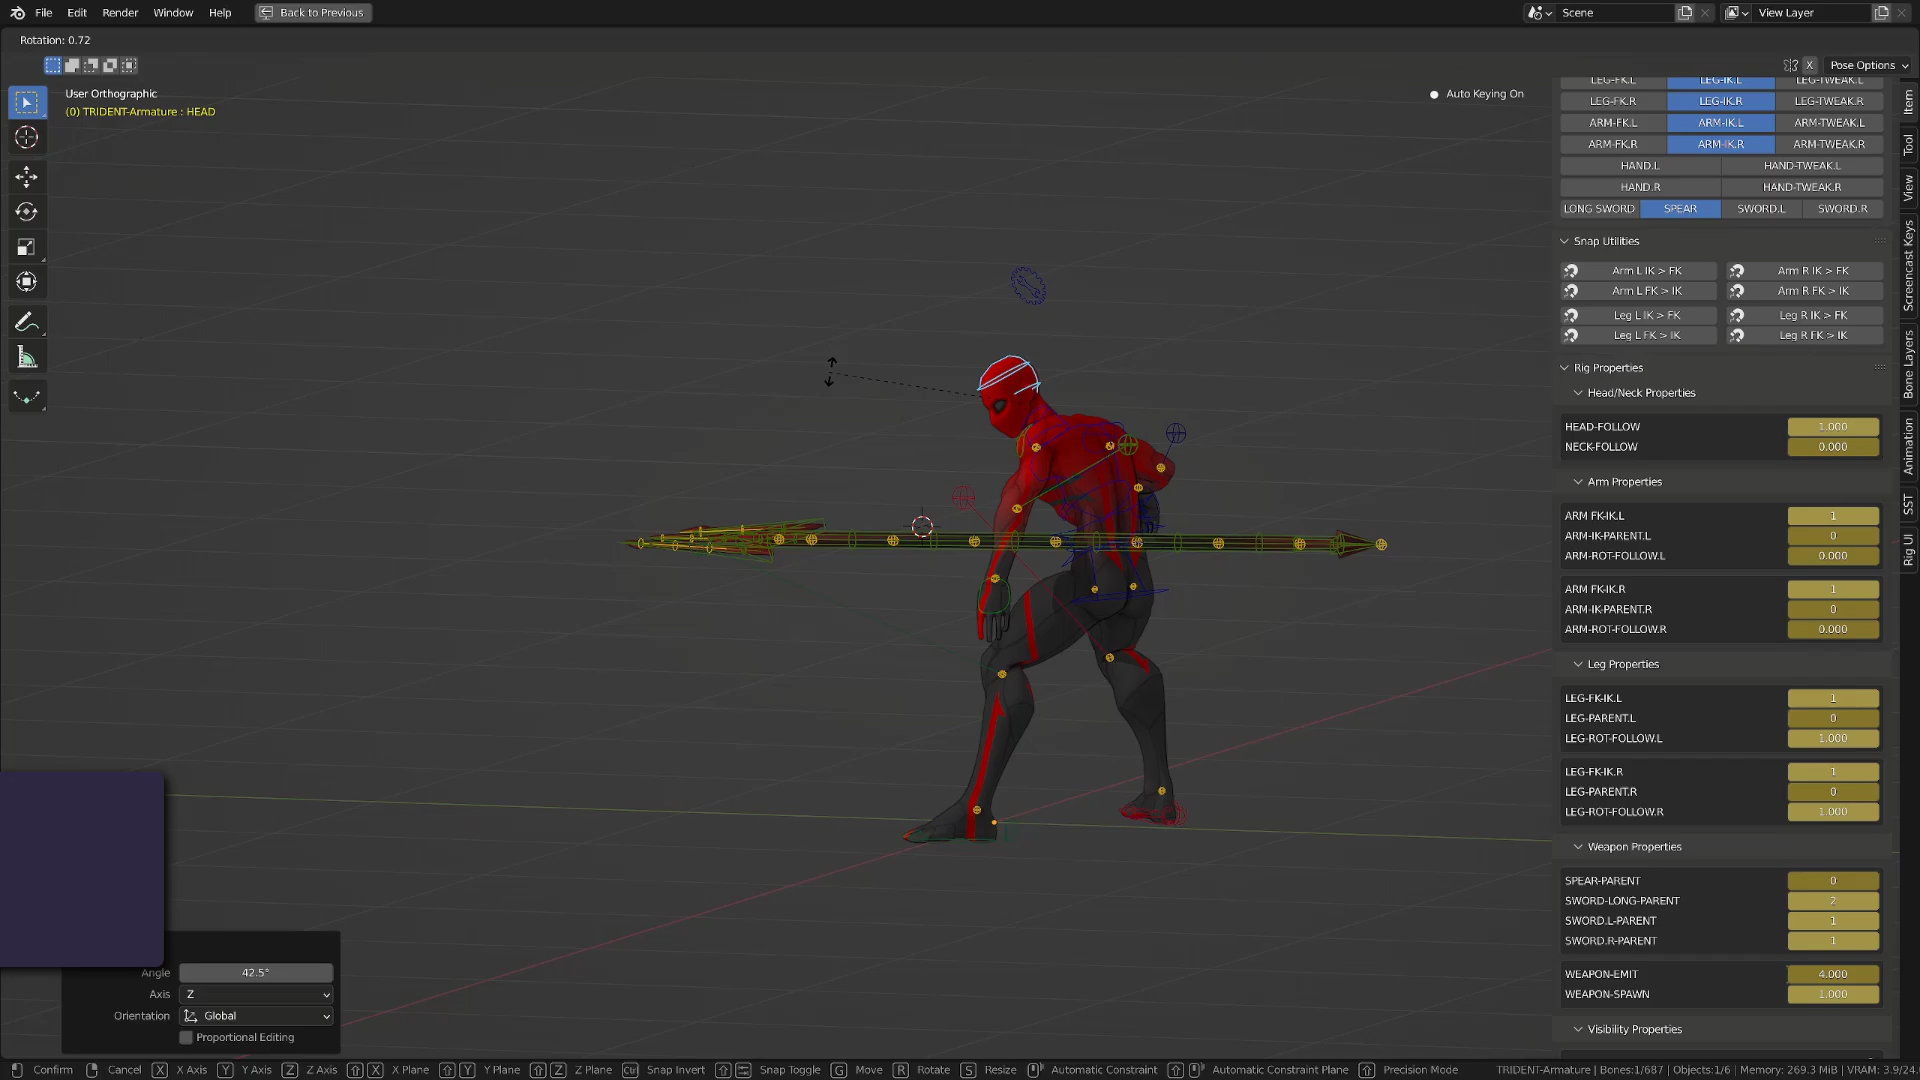 File Edit Render Window Help Back to Previous Scene View Layer
Rotation: 0.72
X Pose Options
User Orthographic
(0) TRIDENT-Armature : HEAD
Auto Keying On
LEG-FK.L LEG-IK.L LEG-TWEAK.L
LEG-FK.R LEG-IK.R LEG-TWEAK.R
ARM-FK.L ARM-IK.L ARM-TWEAK.L
ARM-FK.R ARM-IK.R ARM-TWEAK.R
HAND.L HAND-TWEAK.L
HAND.R HAND-TWEAK.R
LONG SWORD SPEAR SWORD.L SWORD.R
Snap Utilities
Arm L IK > FK Arm R IK > FK
Arm L FK > IK Arm R FK > IK
Leg L IK > FK Leg R IK > FK
Leg L FK > IK Leg R FK > IK
Rig Properties
Head/Neck Properties
HEAD-FOLLOW 1.000
NECK-FOLLOW 0.000
Arm Properties
ARM FK-IK.L 1
ARM-IK-PARENT.L 0
ARM-ROT-FOLLOW.L 0.000
ARM FK-IK.R 1
ARM-IK-PARENT.R 0
ARM-ROT-FOLLOW.R 0.000
Leg Properties
LEG-FK-IK.L 1
LEG-PARENT.L 0
LEG-ROT-FOLLOW.L 1.000
LEG-FK-IK.R 1
LEG-PARENT.R 0
LEG-ROT-FOLLOW.R 1.000
Weapon Properties
SPEAR-PARENT 0
SWORD-LONG-PARENT 2
SWORD.L-PARENT 1
SWORD.R-PARENT 1
WEAPON-EMIT 4.000
WEAPON-SPAWN 1.000
Visibility Properties
Item
Tool
View
Screencast Keys
Bone Layers
Animation
SST
Rig UI
Angle 42.5°
Axis Z
Orientation Global
Proportional Editing
Confirm Cancel X X Axis Y Y Axis Z Z Axis X X Plane Y Y Plane Z Z Plane Ctrl Snap Invert Snap Toggle G Move R Rotate S Resize Automatic Constraint Automatic Constraint Plane Precision Mode TRIDENT-Armature | Bones:1/687 | Objects:1/6 | Memory: 269.3 MiB | VRAM: 3.9/24.